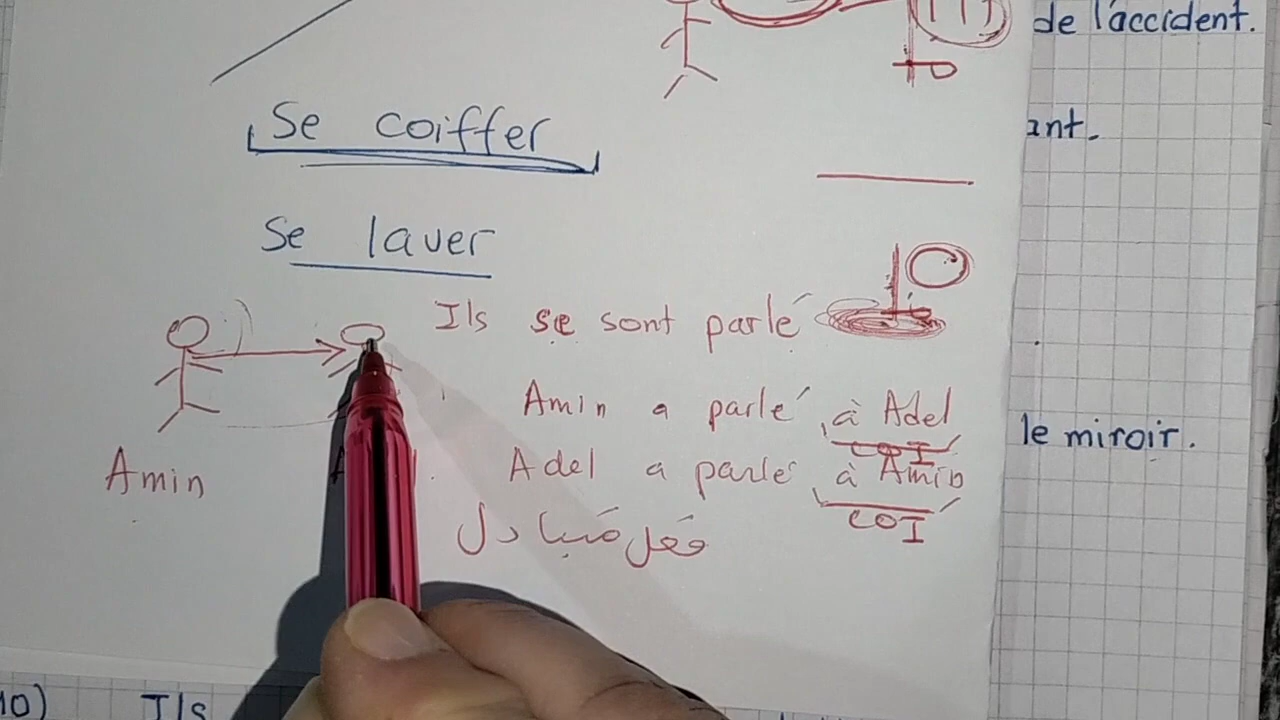 de l'accident.
Se coiffer
ant.
Se laver
Ils se sont parlé
Amin a parlé à Adel
COI
le miroir.
Adel a parlé à Amin
COI
Amin
A
فعل متبادل
10) Ils